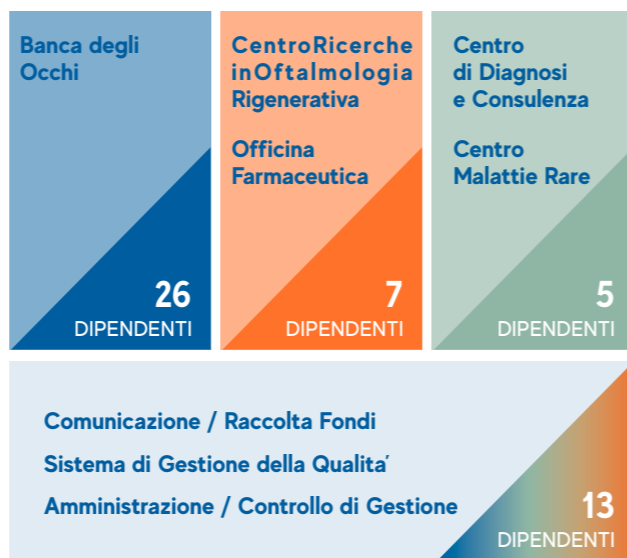 Banca degli
Occhi
26
DIPENDENTI
CentroRicerche
inOftalmologia
Rigenerativa
Officina
Farmaceutica
7
DIPENDENTI
Centro
di Diagnosi
e Consulenza
Centro
Malattie Rare
5
DIPENDENTI
Comunicazione / Raccolta Fondi
Sistema di Gestione della Qualita'
Amministrazione / Controllo di Gestione
13
DIPENDENTI